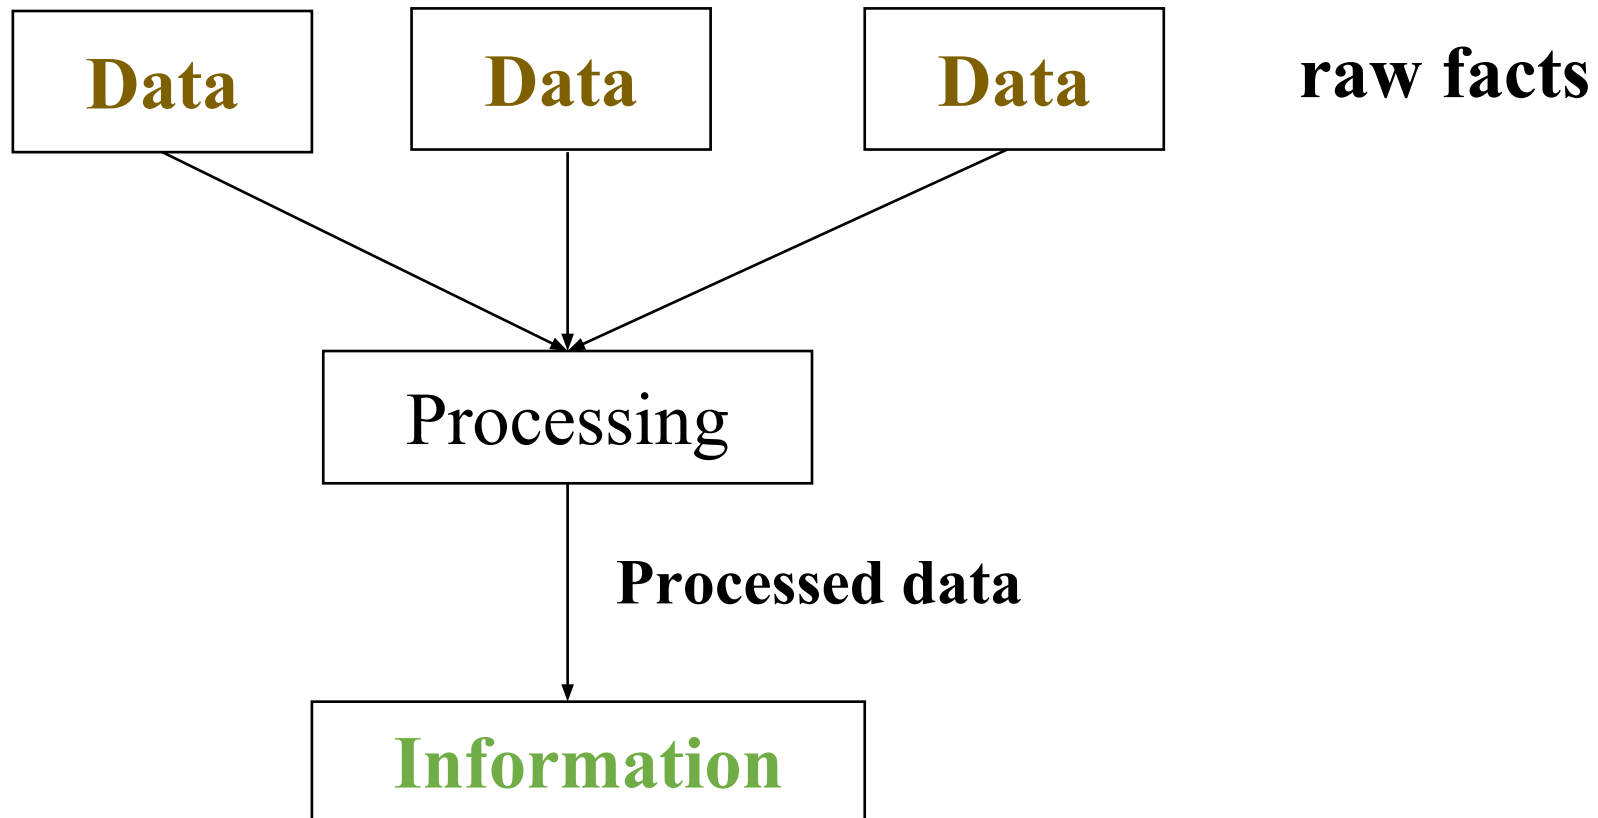 Data Data Data raw facts
Processing
Processed data
Information